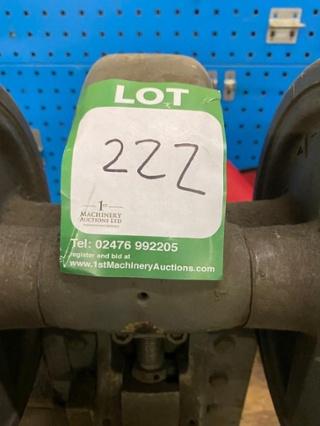 LOT
222
1st
MACHINERY
AUCTIONS LTD
Tel: 02476 992205
register and bid at
www.1stMachineryAuctions.com